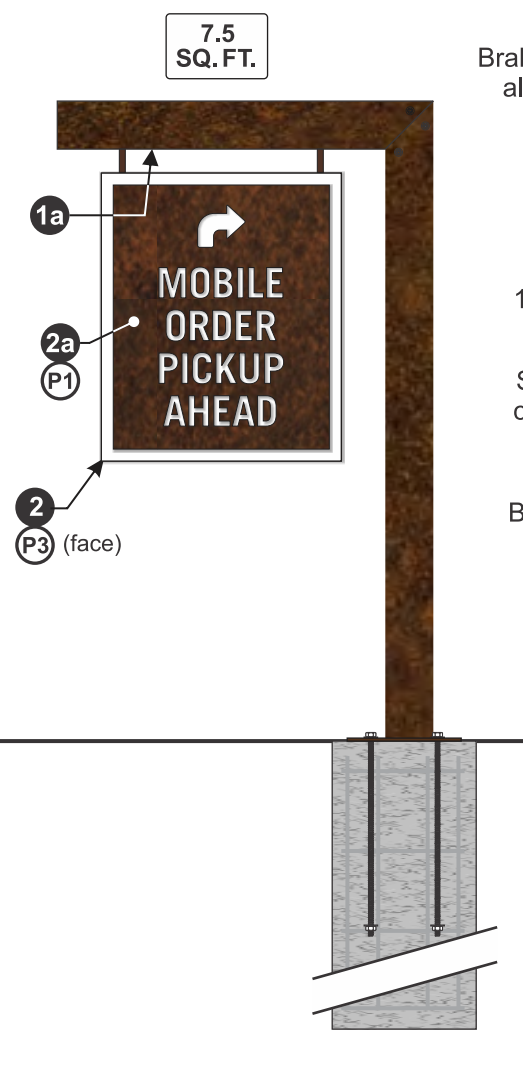 7.5
SQ. FT.
1a
MOBILE
ORDER
PICKUP
AHEAD
2a
P1
2
P3 (face)